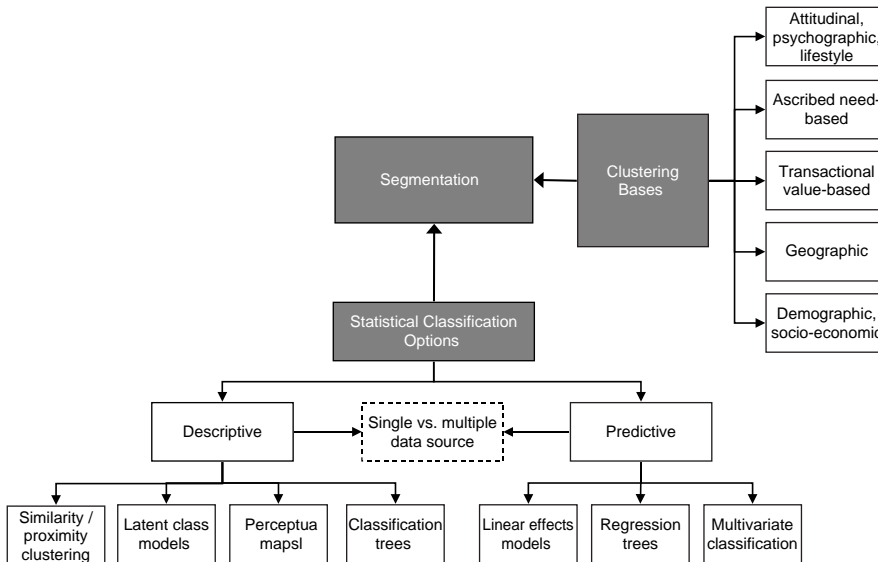 Attitudinal,
psychographic,
lifestyle
Ascribed need-
based
Segmentation
Clustering
Bases
Transactional
value-based
Geographic
Statistical Classification
Options
Demographic,
socio-economic
Descriptive
Single vs. multiple
data source
Predictive
Similarity /
proximity
clustering
Latent class
models
Perceptua
mapsl
Classification
trees
Linear effects
models
Regression
trees
Multivariate
classification